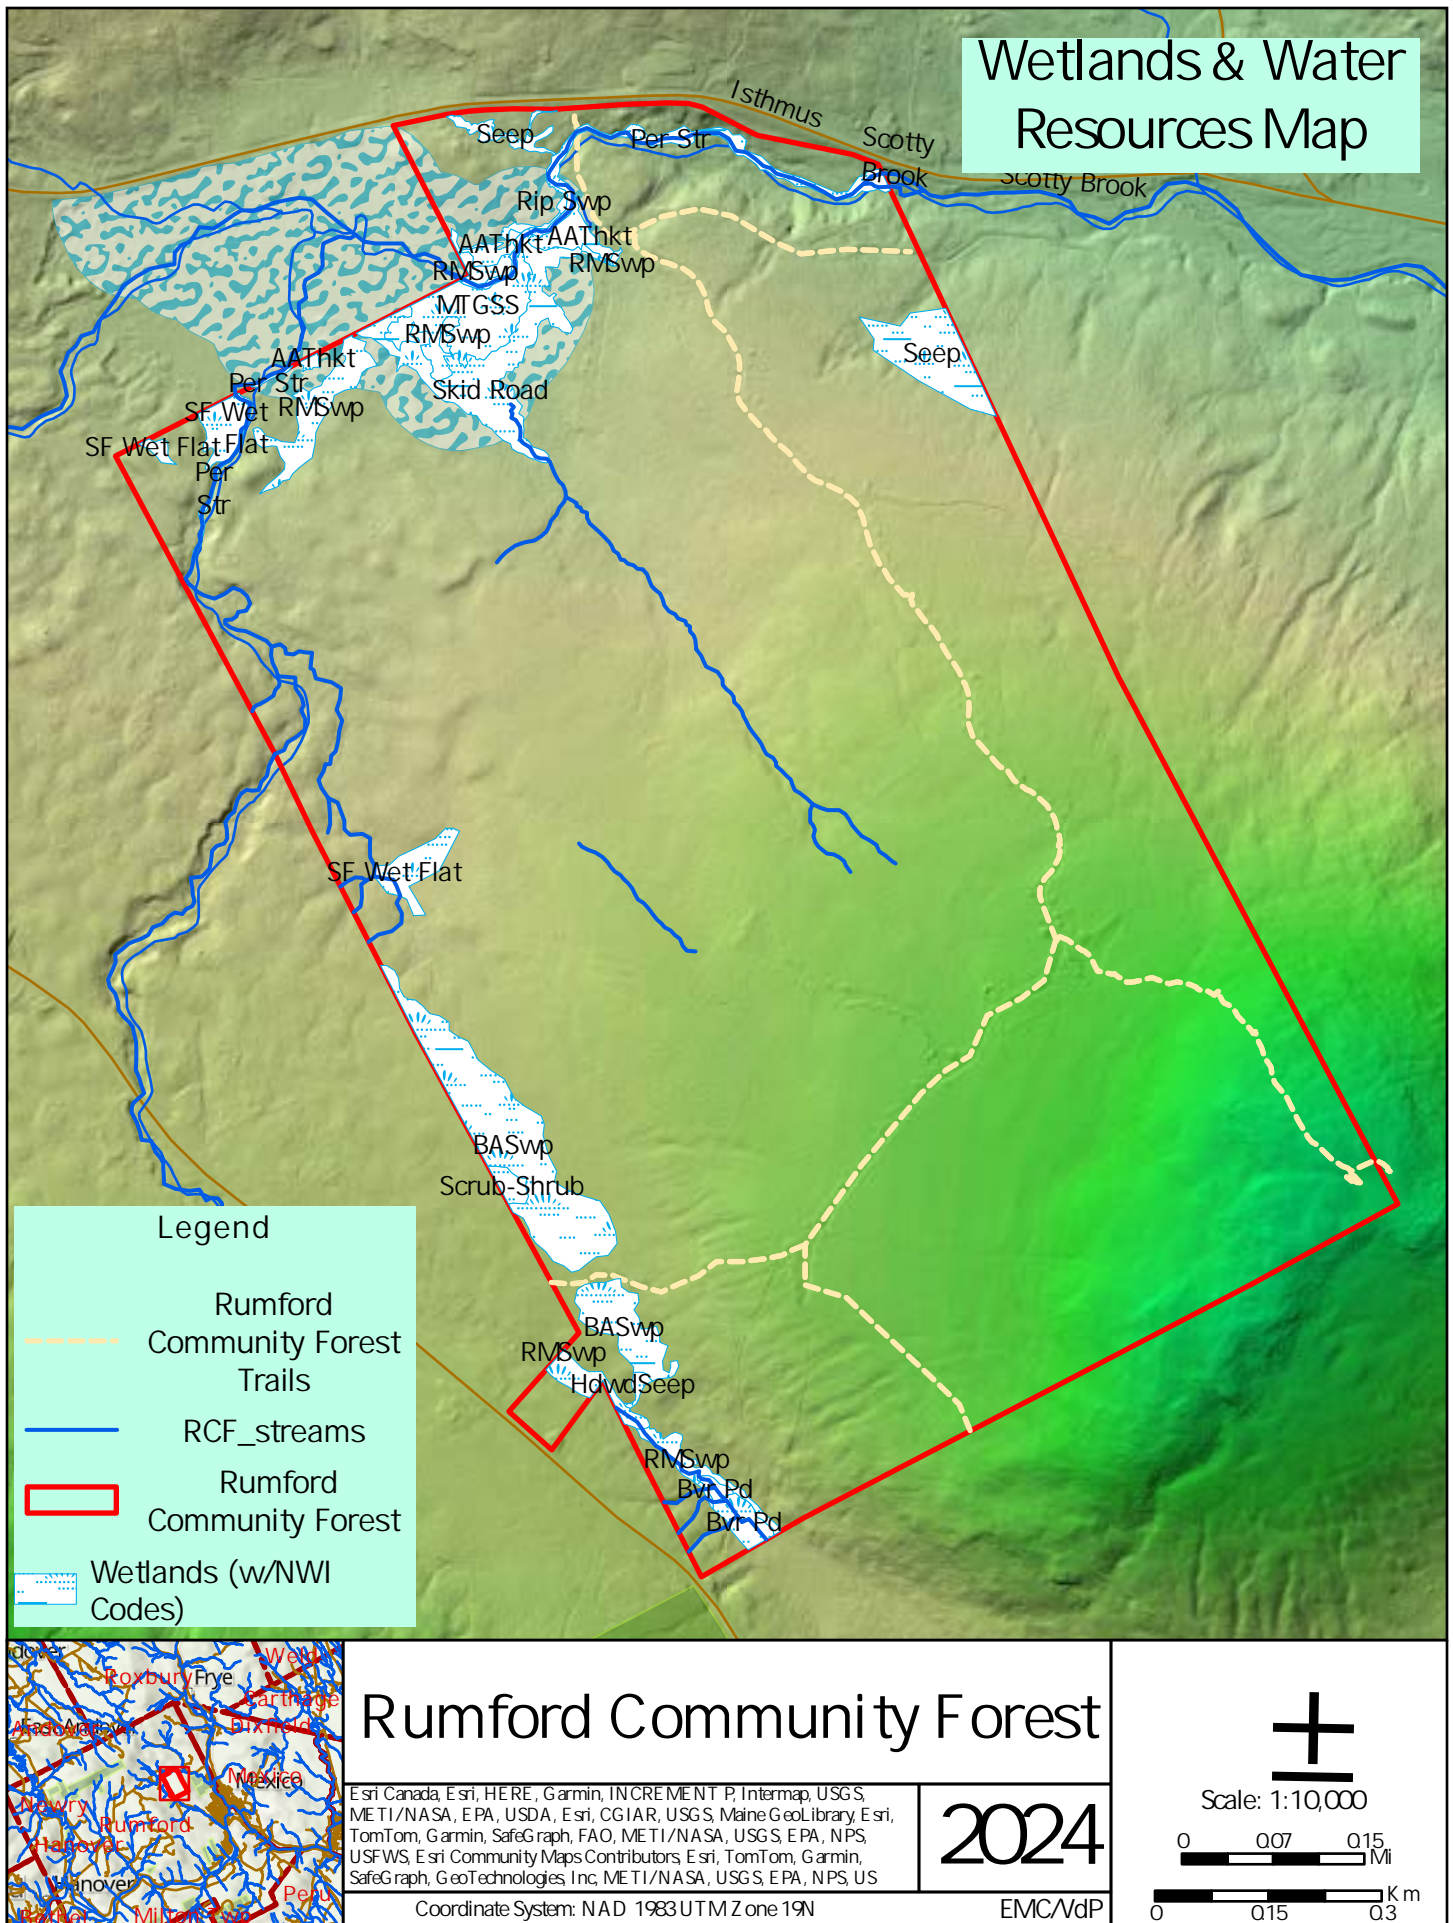 Wetlands & Water
Resources Map
Isthmus
Scotty
Brook
Scotty Brook
Seep
Per Str
Rip Swp
AAThkt
AAThkt
RMSwp
RMSwp
MTGSS
RMSwp
Seep
AAThkt
Per Str
Skid Road
SF Wet
Flat
RMSwp
SF Wet Flat
Per
Str
SF Wet Flat
BASwp
Scrub-Shrub
BASwp
RMSwp
HdwdSeep
RMSwp
Bvr Pd
Bvr Pd
Legend
Rumford
Community Forest
Trails
RCF_streams
Rumford
Community Forest
Wetlands (w/NWI
Codes)
dover
Roxbury
Frye
Weld
Carthage
Dixfield
Mexico
Mexico
Newry
Rumford
Hanover
Hanover
Peru
Bethel
Milton Twp
Rumford Community Forest
Esri Canada, Esri, HERE, Garmin, INCREMENT P, Intermap, USGS,
METI/NASA, EPA, USDA, Esri, CGIAR, USGS, Maine GeoLibrary, Esri,
TomTom, Garmin, SafeGraph, FAO, METI/NASA, USGS, EPA, NPS,
USFWS, Esri Community Maps Contributors, Esri, TomTom, Garmin,
SafeGraph, GeoTechnologies, Inc, METI/NASA, USGS, EPA, NPS, US
Coordinate System: NAD 1983 UTM Zone 19N
EMC/VdP
2024
Scale: 1:10,000
0 0.07 0.15
Mi
Km
0 0.15 0.3